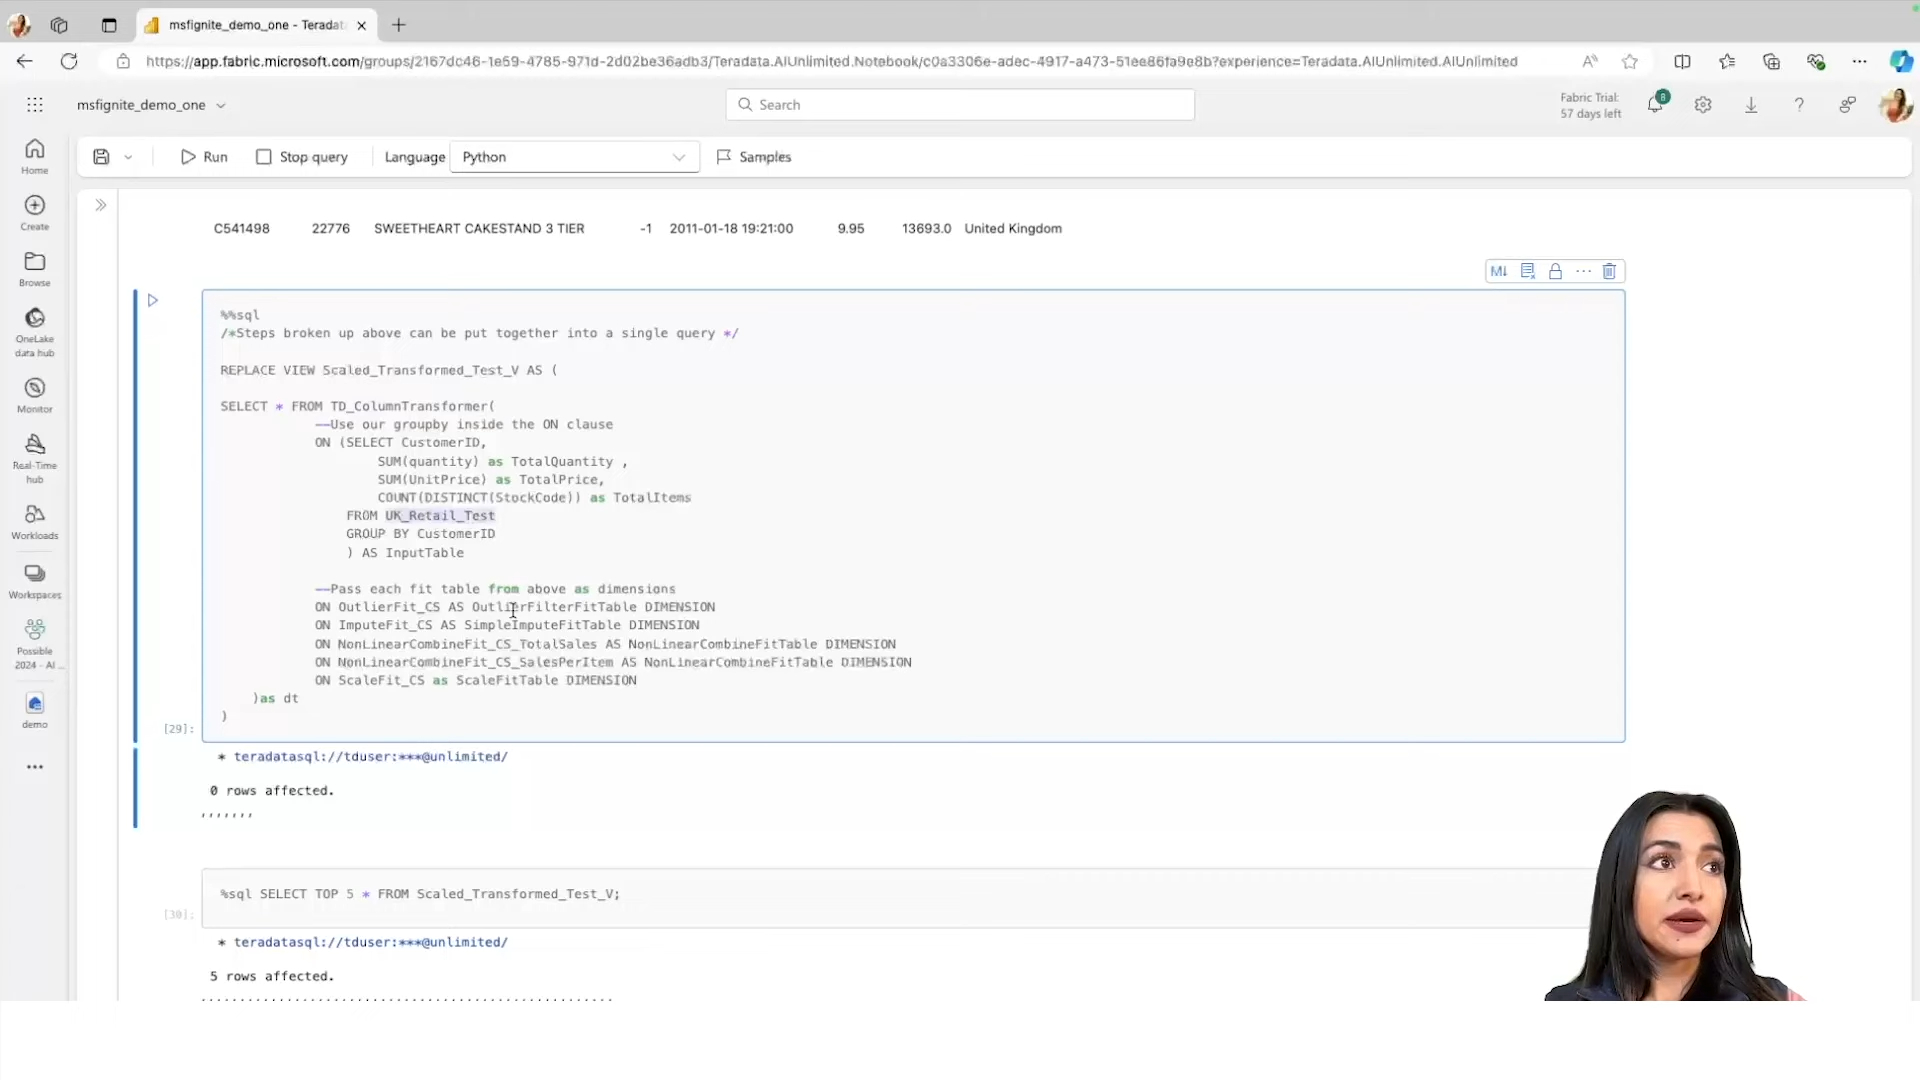 msfignite_demo_one - Teradat
https://app.fabric.microsoft.com/groups/2167dc46-1e59-4785-971d-2d02be36adb3/Teradata.AIUnlimited.Notebook/c0a3306e-adec-4917-a473-51ee86fa9e8b?experience=Teradata.AIUnlimited.AIUnlimited
msfignite_demo_one
Search
Fabric Trial:
57 days left
8
Run
Stop query
Language
Python
Samples
Home
Create
Browse
OneLake
data hub
Monitor
Real-Time
hub
Workloads
Workspaces
Possible
2024 - AI ...
demo
C541498 22776 SWEETHEART CAKESTAND 3 TIER -1 2011-01-18 19:21:00 9.95 13693.0 United Kingdom
M↓
%%sql
/*Steps broken up above can be put together into a single query */
REPLACE VIEW Scaled_Transformed_Test_V AS (
SELECT * FROM TD_ColumnTransformer(
--Use our groupby inside the ON clause
ON (SELECT CustomerID,
SUM(quantity) as TotalQuantity ,
SUM(UnitPrice) as TotalPrice,
COUNT(DISTINCT(StockCode)) as TotalItems
FROM UK_Retail_Test
GROUP BY CustomerID
) AS InputTable
--Pass each fit table from above as dimensions
ON OutlierFit_CS AS OutlierFilterFitTable DIMENSION
ON ImputeFit_CS AS SimpleImputeFitTable DIMENSION
ON NonLinearCombineFit_CS_TotalSales AS NonLinearCombineFitTable DIMENSION
ON NonLinearCombineFit_CS_SalesPerItem AS NonLinearCombineFitTable DIMENSION
ON ScaleFit_CS as ScaleFitTable DIMENSION
)as dt
)
[29]:
* teradatasql://tduser:***@unlimited/
0 rows affected.
%sql SELECT TOP 5 * FROM Scaled_Transformed_Test_V;
[30]:
* teradatasql://tduser:***@unlimited/
5 rows affected.